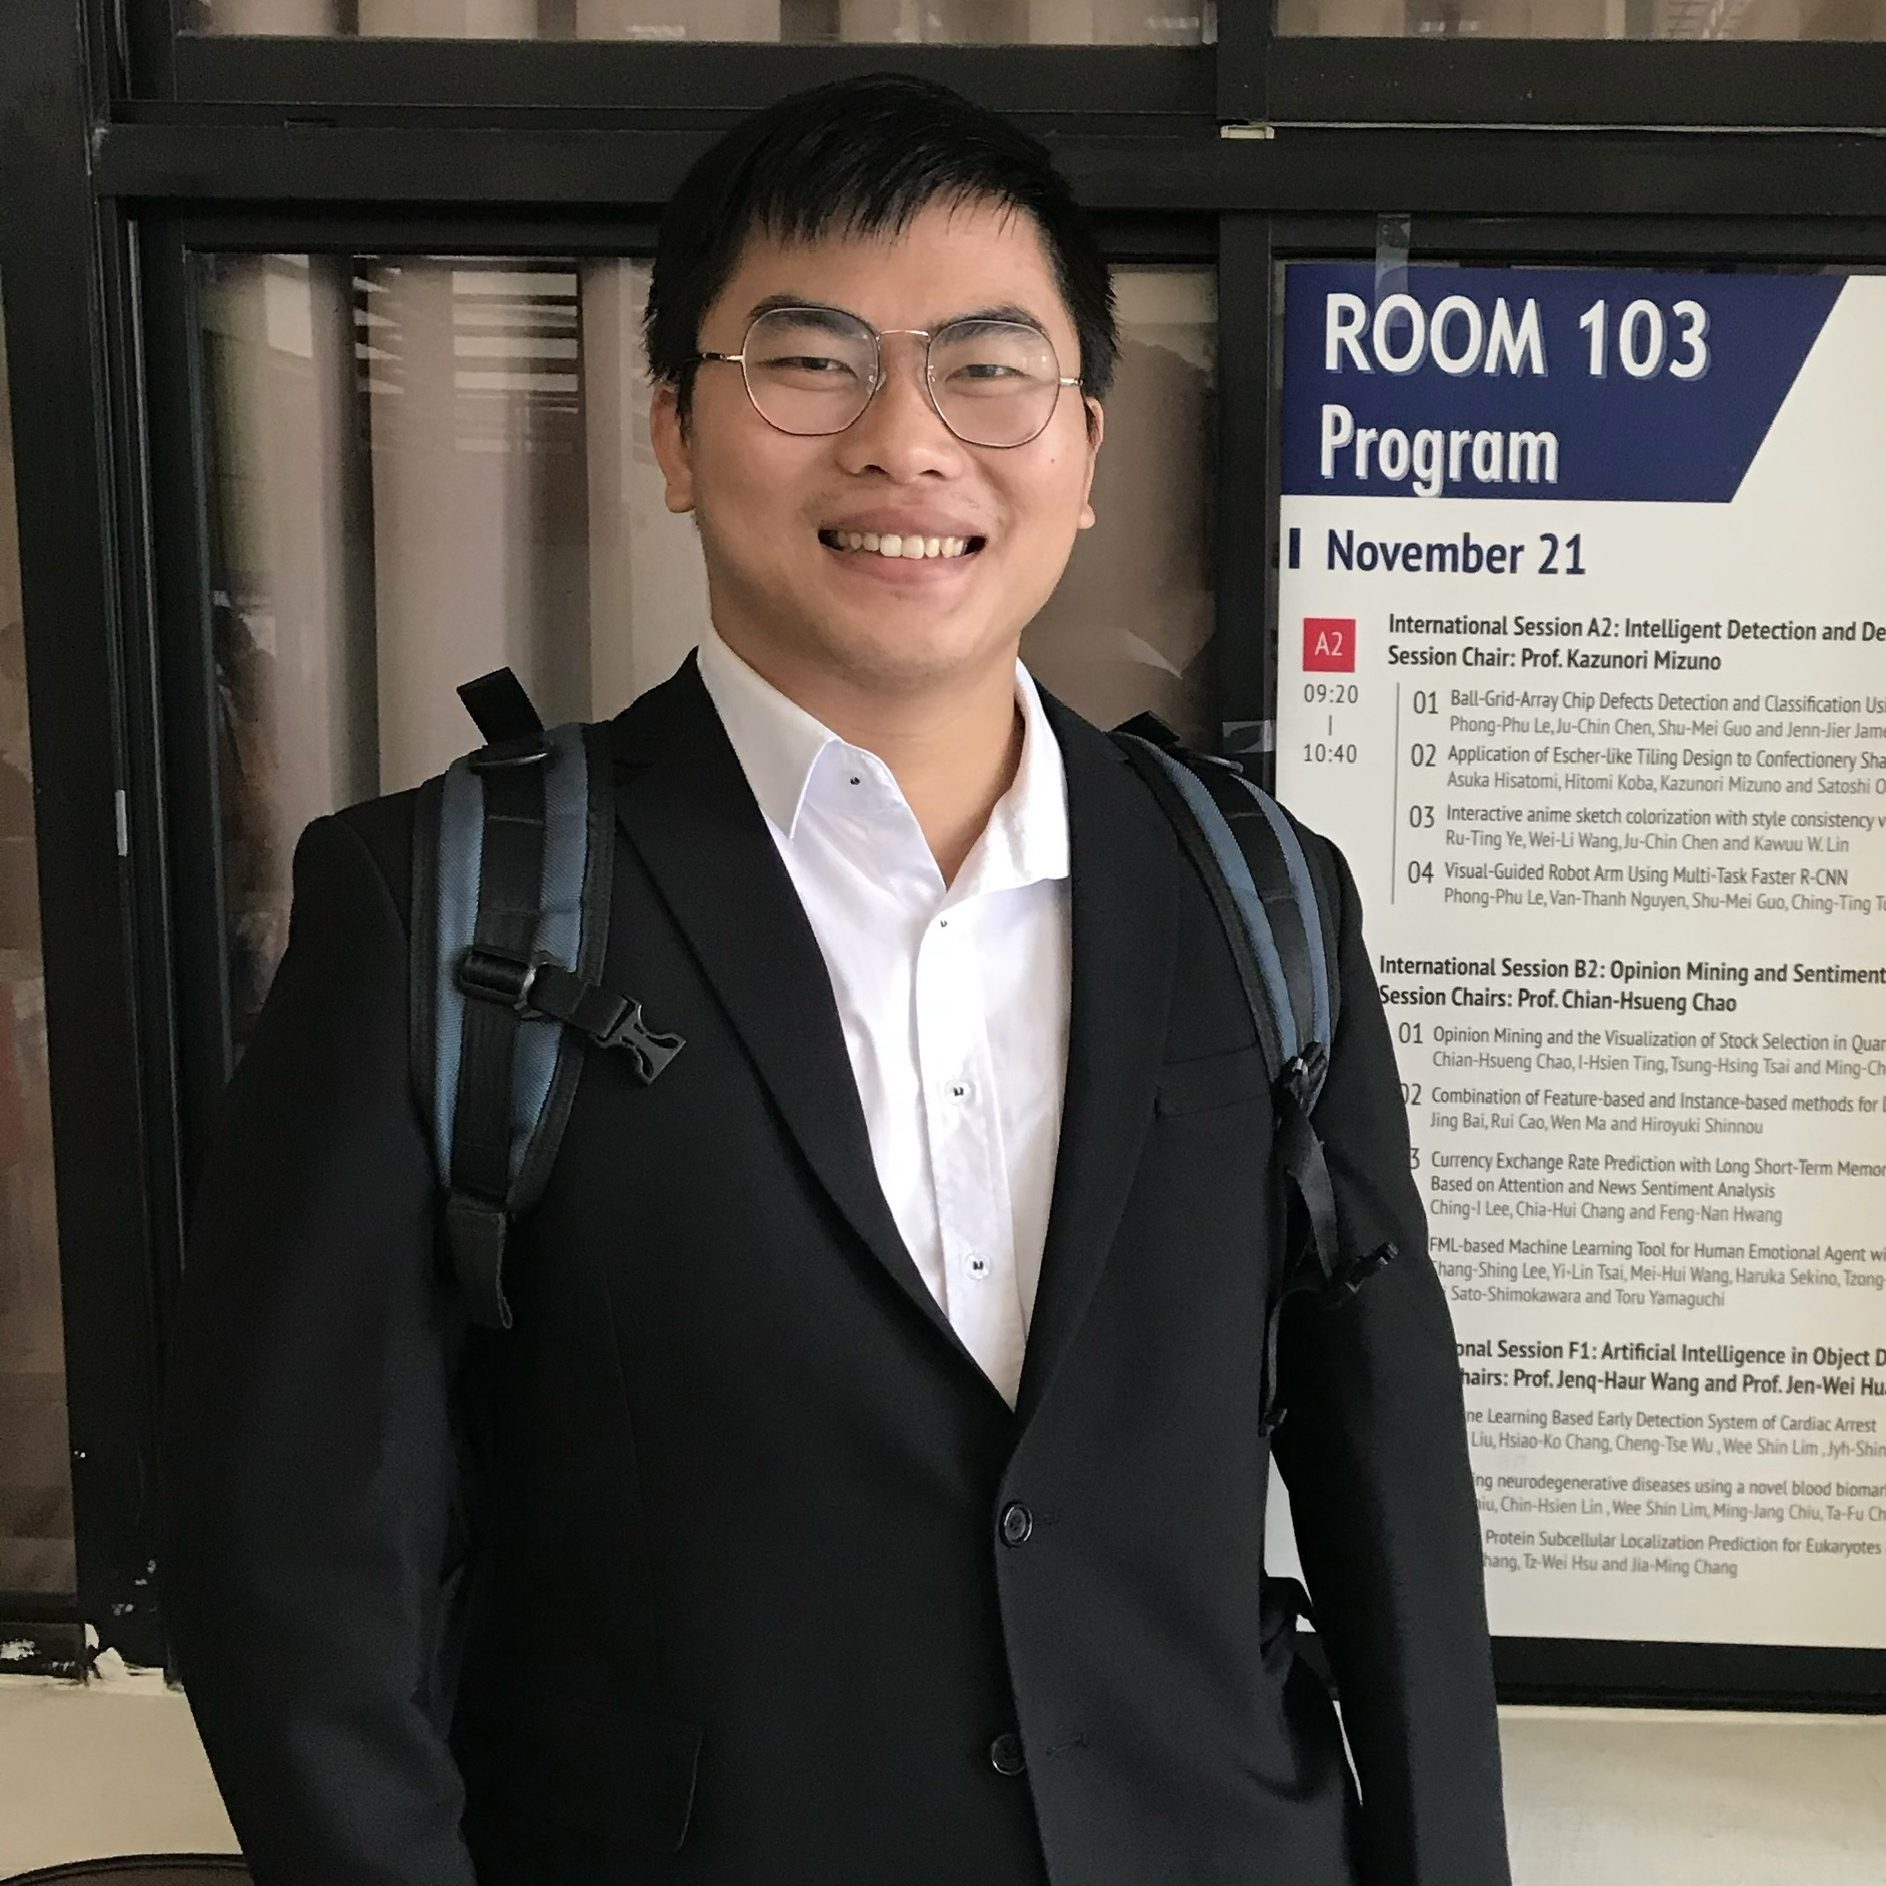 ROOM 103
Program
November 21
A2
09:20
10:40
International Session A2: Intelligent Detection and De
Session Chair: Prof. Kazunori Mizuno
01 Ball-Grid-Array Chip Defects Detection and Classification Usi
Phong-Phu Le, Ju-Chin Chen, Shu-Mei Guo and Jenn-Jier Jame
02 Application of Escher-like Tiling Design to Confectionery Sha
Asuka Hisatomi, Hitomi Koba, Kazunori Mizuno and Satoshi O
03 Interactive anime sketch colorization with style consistency v
Ru-Ting Ye, Wei-Li Wang, Ju-Chin Chen and Kawuu W. Lin
04 Visual-Guided Robot Arm Using Multi-Task Faster R-CNN
Phong-Phu Le, Van-Thanh Nguyen, Shu-Mei Guo, Ching-Ting Tu
International Session B2: Opinion Mining and Sentiment
Session Chairs: Prof. Chian-Hsueng Chao
01 Opinion Mining and the Visualization of Stock Selection in Quan
Chian-Hsueng Chao, I-Hsien Ting, Tsung-Hsing Tsai and Ming-Ch
02 Combination of Feature-based and Instance-based methods for
Jing Bai, Rui Cao, Wen Ma and Hiroyuki Shinnou
3 Currency Exchange Rate Prediction with Long Short-Term Memor
Based on Attention and News Sentiment Analysis
Ching-I Lee, Chia-Hui Chang and Feng-Nan Hwang
FML-based Machine Learning Tool for Human Emotional Agent wi
hang-Shing Lee, Yi-Lin Tsai, Mei-Hui Wang, Haruka Sekino, Tzong-
Sato-Shimokawara and Toru Yamaguchi
onal Session F1: Artificial Intelligence in Object D
hairs: Prof. Jenq-Haur Wang and Prof. Jen-Wei Hu
ne Learning Based Early Detection System of Cardiac Arrest
Liu, Hsiao-Ko Chang, Cheng-Tse Wu , Wee Shin Lim , Jyh-Shin
ng neurodegenerative diseases using a novel blood biomar
iu, Chin-Hsien Lin , Wee Shin Lim, Ming-Jang Chiu, Ta-Fu Ch
Protein Subcellular Localization Prediction for Eukaryotes
hang, Tz-Wei Hsu and Jia-Ming Chang